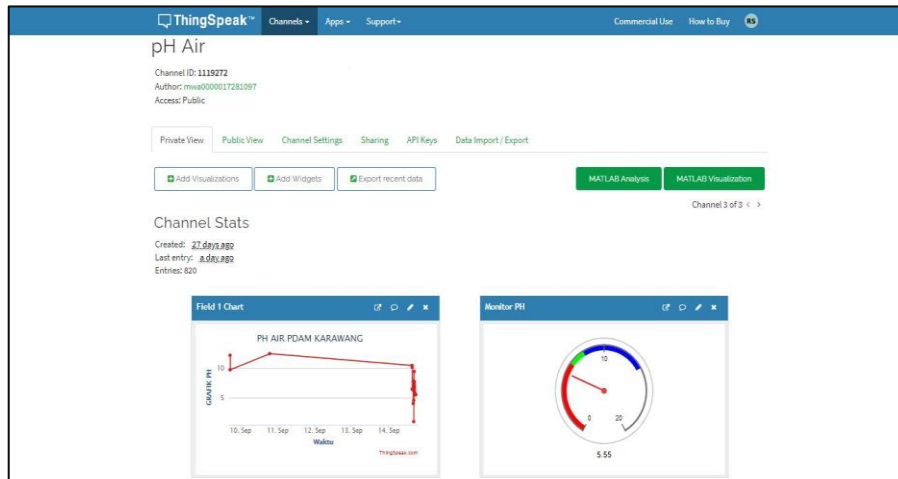 ThingSpeak™ Channels Apps Support Commercial Use How to Buy RS
pH Air
Channel ID: 1119272
Author: mwa0000017281097
Access: Public
Private View Public View Channel Settings Sharing API Keys Data Import / Export
Add Visualizations Add Widgets Export recent data MATLAB Analysis MATLAB Visualization
Channel 3 of 3 < >
Channel Stats
Created: 27 days ago
Last entry: a day ago
Entries: 820
Field 1 Chart
PH AIR PDAM KARAWANG
GRAFIK PH
10
5
10. Sep 11. Sep 12. Sep 13. Sep 14. Sep
Waktu
ThingSpeak.com
Monitor PH
10
0 20
5.55